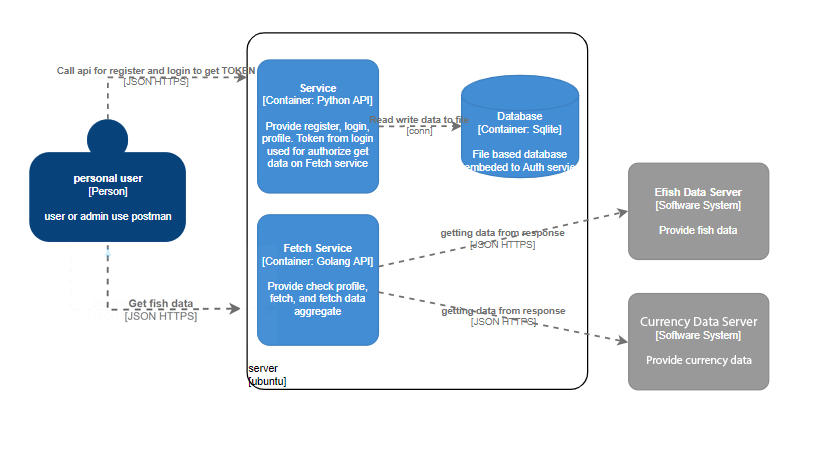 Call api for register and login to get TOKEN
[JSON HTTPS]
personal user
[Person]
user or admin use postman
Get fish data
[JSON HTTPS]
Service
[Container: Python API]
Provide register, login,
profile. Token from login
used for authorize get
data on Fetch service
Read write data to file
[conn]
Database
[Container: Sqlite]
File based database
embeded to Auth servie
Fetch Service
[Container: Golang API]
Provide check profile,
fetch, and fetch data
aggregate
server
[ubuntu]
getting data from response
[JSON HTTPS]
getting data from response
[JSON HTTPS]
Efish Data Server
[Software System]
Provide fish data
Currency Data Server
[Software System]
Provide currency data